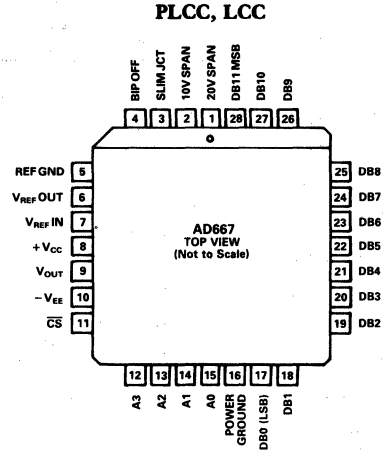 PLCC, LCC
BIP OFF
SUM JCT
10V SPAN
20V SPAN
DB11 MSB
DB10
DB9
4 3 2 1 28 27 26
REF GND 5
VREF OUT 6
VREF IN 7
+VCC 8
VOUT 9
-VEE 10
CS 11
AD667
TOP VIEW
(Not to Scale)
25 DB8
24 DB7
23 DB6
22 DB5
21 DB4
20 DB3
19 DB2
12 13 14 15 16 17 18
A3
A2
A1
A0
POWER
GROUND
DB0 (LSB)
DB1